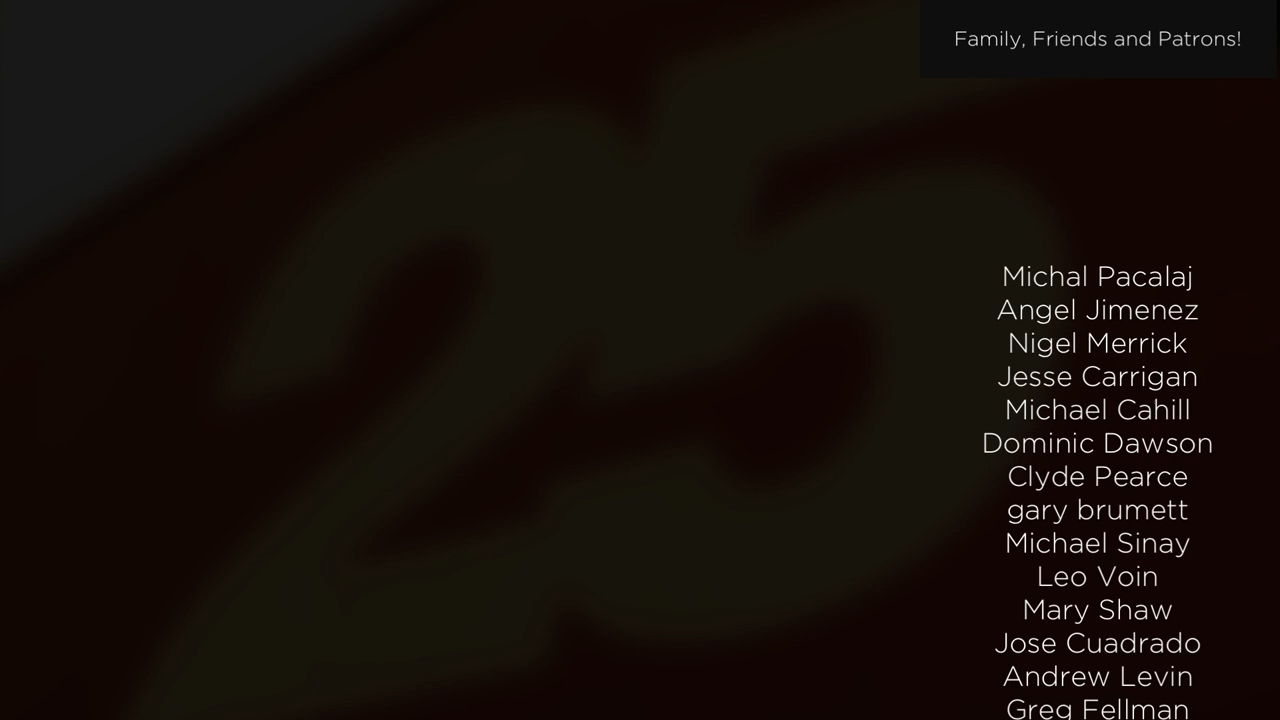 Family, Friends and Patrons!
25
Michal Pacalaj
Angel Jimenez
Nigel Merrick
Jesse Carrigan
Michael Cahill
Dominic Dawson
Clyde Pearce
gary brumett
Michael Sinay
Leo Voin
Mary Shaw
Jose Cuadrado
Andrew Levin
Greg Fellman